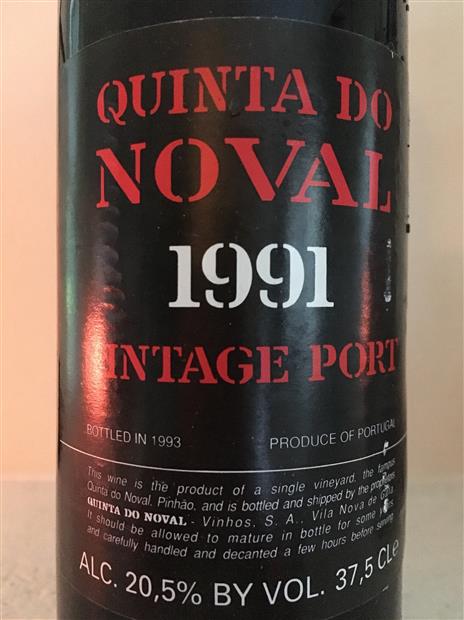 QUINTA DO
NOVAL
1991
VINTAGE PORT
BOTTLED IN 1993 PRODUCE OF PORTUGAL
This wine is the product of a single vineyard, the famous
Quinta do Noval, Pinhão, and is bottled and shipped by the proprietors
QUINTA DO NOVAL - Vinhos, S. A., Vila Nova de Gaia.
It should be allowed to mature in bottle for some years
and carefully handled and decanted a few hours before serving
ALC. 20,5% BY VOL. 37,5 CL℮